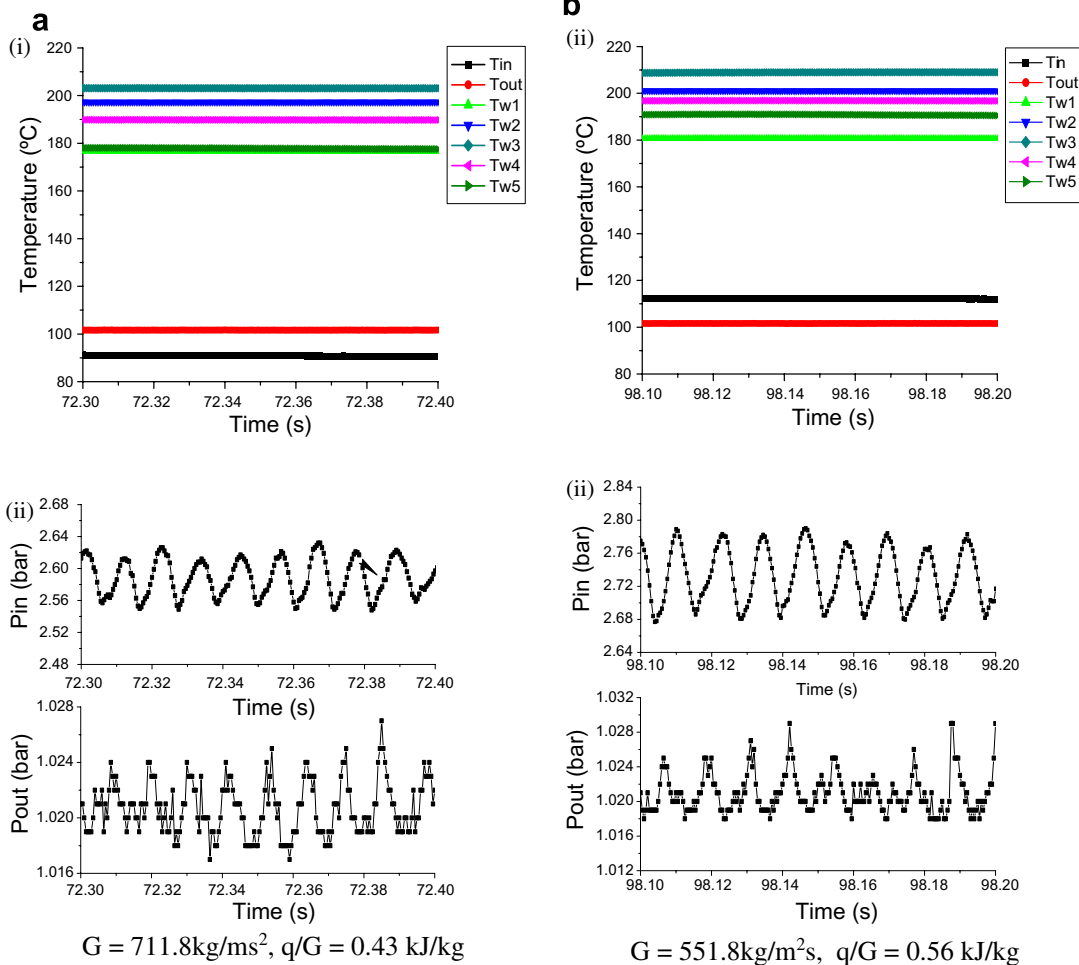 a
(i)
220
200
180
160
140
120
100
80
Temperature (ºC)
72.30 72.32 72.34 72.36 72.38 72.40
Time (s)
Tin
Tout
Tw1
Tw2
Tw3
Tw4
Tw5
b
(ii)
220
200
180
160
140
120
100
80
Temperature (ºC)
98.10 98.12 98.14 98.16 98.18 98.20
Time (s)
Tin
Tout
Tw1
Tw2
Tw3
Tw4
Tw5
(ii)
2.68
2.64
2.60
2.56
2.52
2.48
Pin (bar)
72.30 72.32 72.34 72.36 72.38 72.40
Time (s)
1.028
1.024
1.020
1.016
Pout (bar)
72.30 72.32 72.34 72.36 72.38 72.40
Time (s)
G = 711.8kg/ms², q/G = 0.43 kJ/kg
(ii)
2.84
2.80
2.76
2.72
2.68
2.64
Pin (bar)
98.10 98.12 98.14 98.16 98.18 98.20
Time (s)
1.032
1.028
1.024
1.020
1.016
1.012
Pout (bar)
98.10 98.12 98.14 98.16 98.18 98.20
Time (s)
G = 551.8kg/m²s, q/G = 0.56 kJ/kg